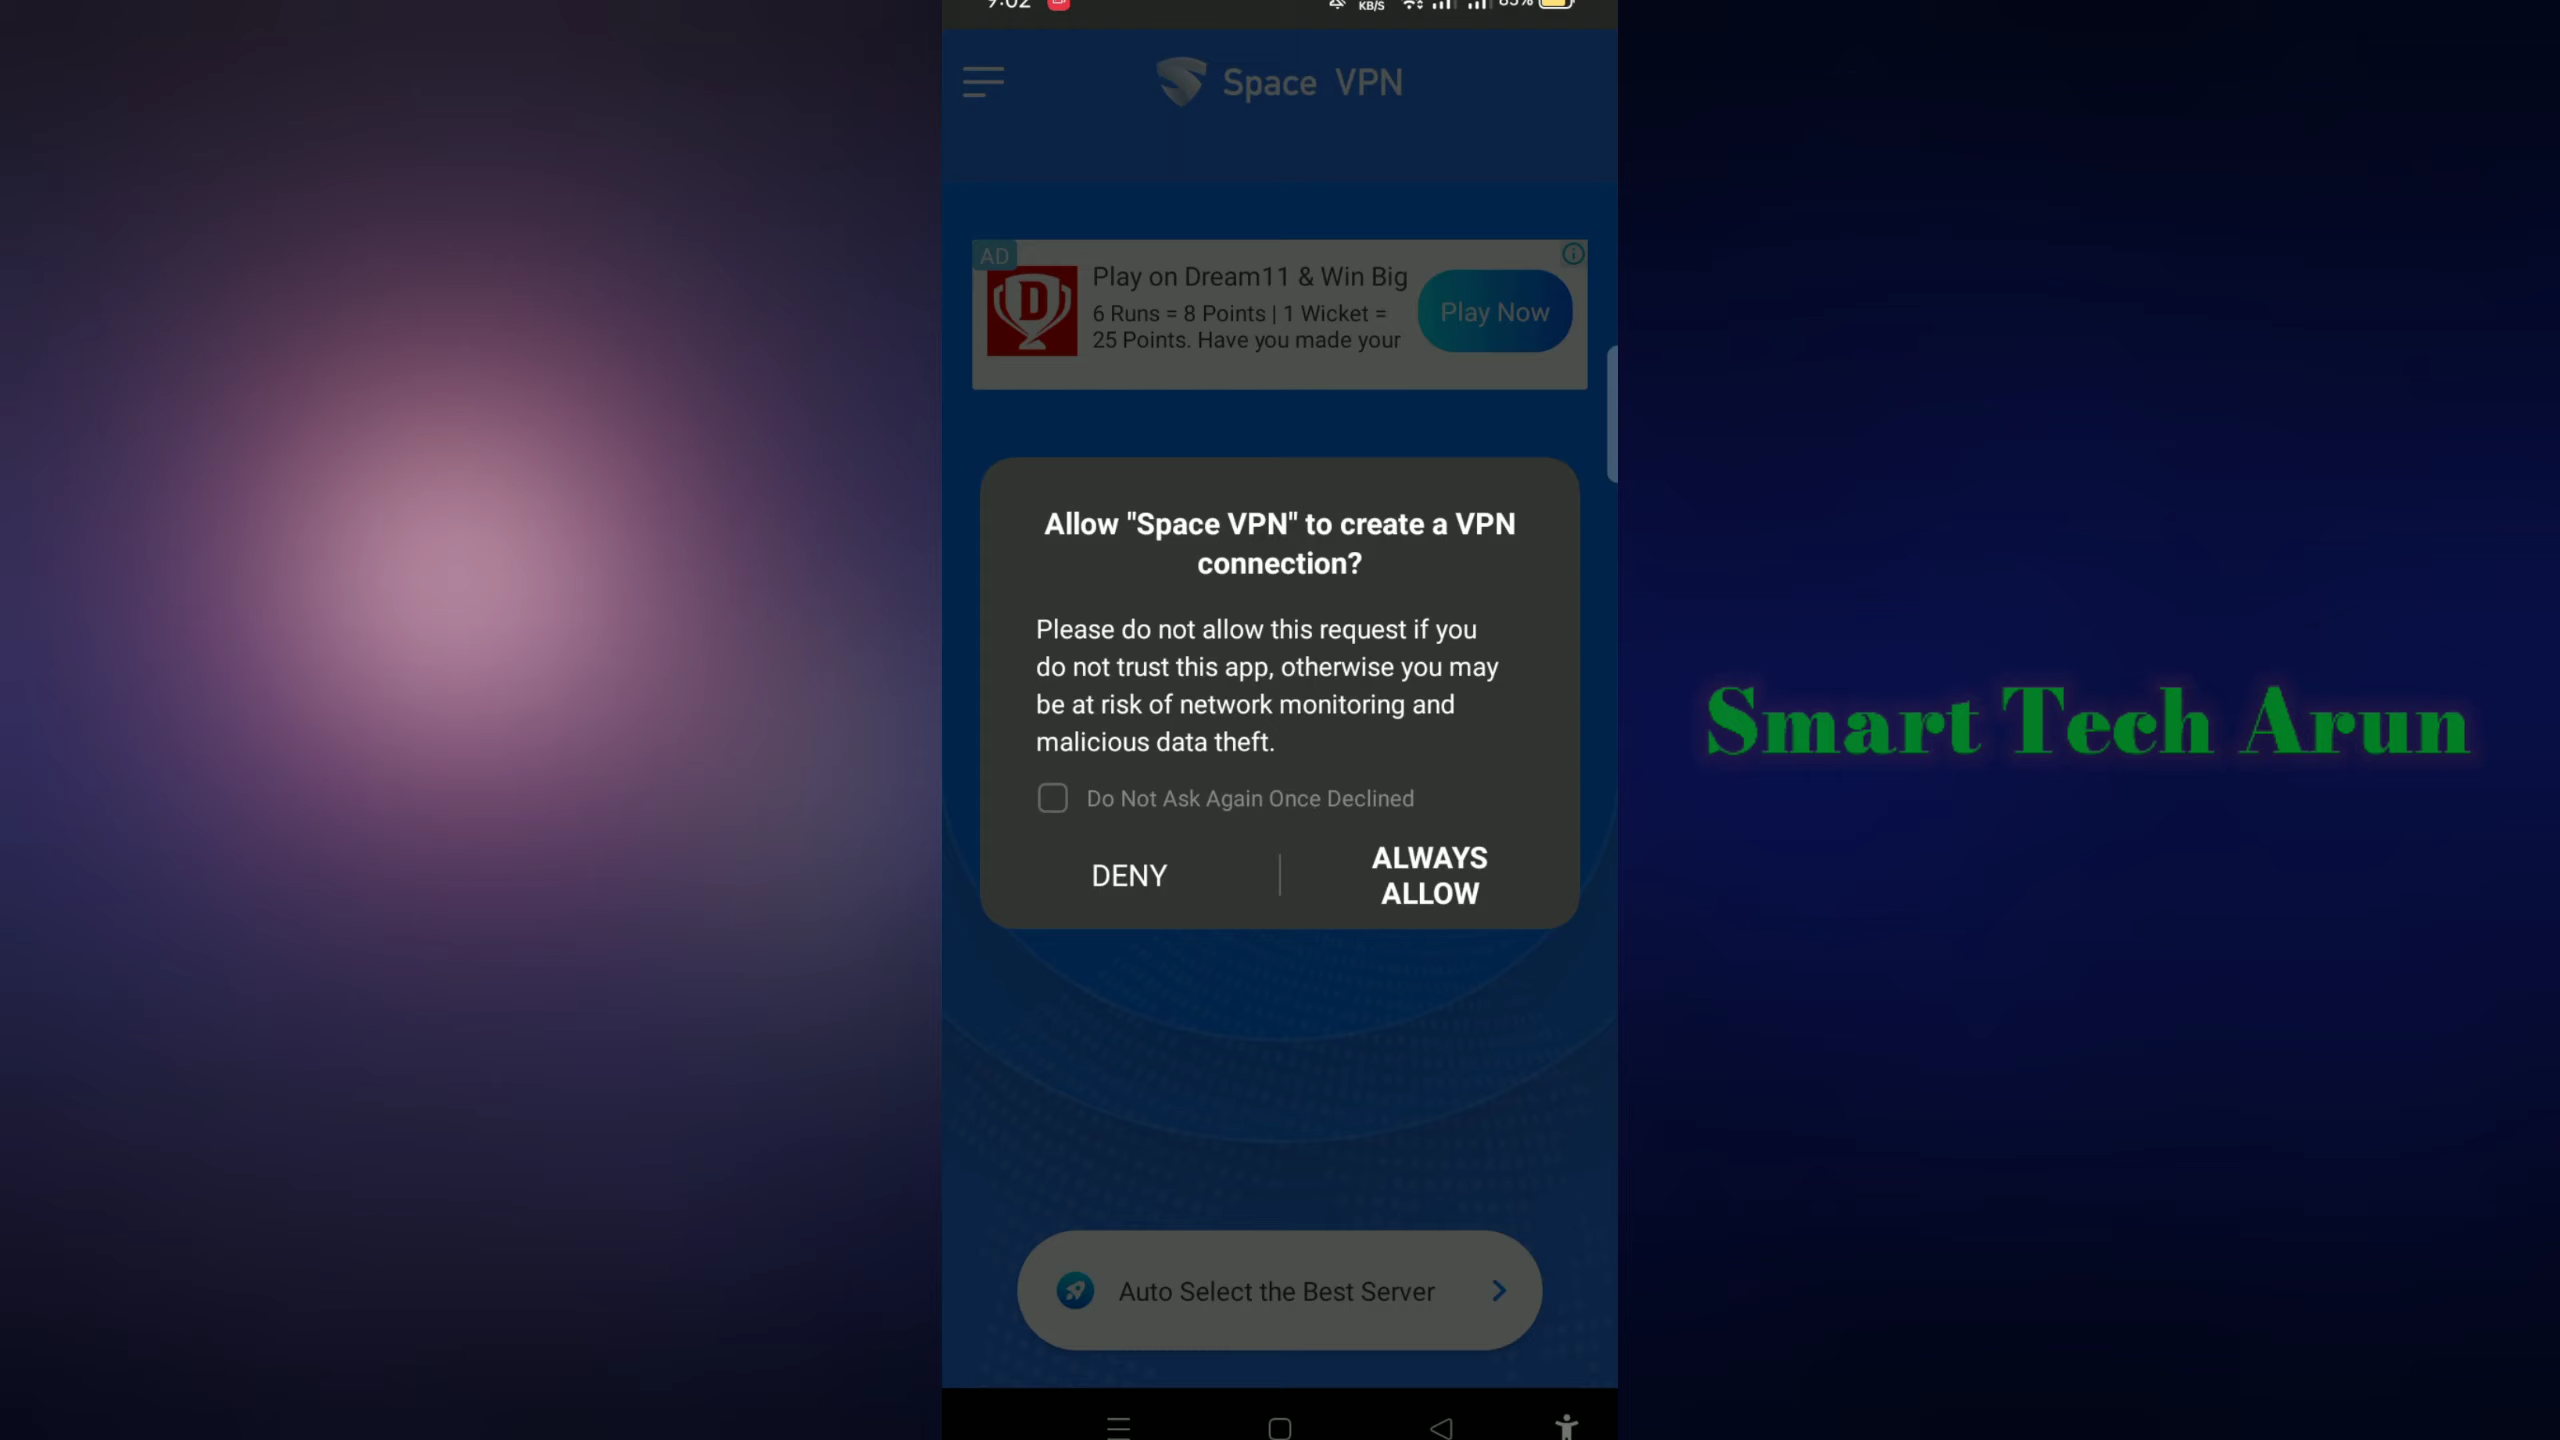 Space VPN
AD
Play on Dream11 & Win Big
6 Runs = 8 Points | 1 Wicket =
25 Points. Have you made your
Play Now
Allow "Space VPN" to create a VPN
connection?
Please do not allow this request if you
do not trust this app, otherwise you may
be at risk of network monitoring and
malicious data theft.
Do Not Ask Again Once Declined
DENY
ALWAYS
ALLOW
Smart Tech Arun
Auto Select the Best Server